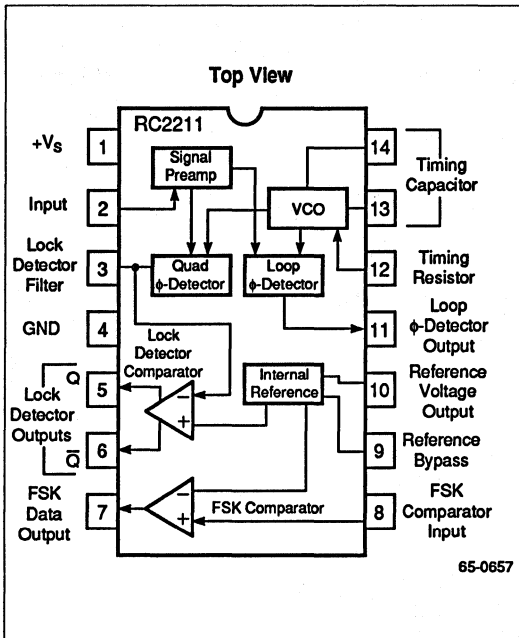 Top View
RC2211
+VS
1
Input
2
Lock
Detector
Filter
3
GND
4
Q
5
Lock
Detector
Outputs
Q̅
6
FSK
Data
Output
7
Signal
Preamp
VCO
Quad
ϕ-Detector
Loop
ϕ-Detector
Lock
Detector
Comparator
Internal
Reference
–
+
–
+
FSK Comparator
14
Timing
Capacitor
13
12
Timing
Resistor
11
Loop
ϕ-Detector
Output
10
Reference
Voltage
Output
9
Reference
Bypass
8
FSK
Comparator
Input
65-0657